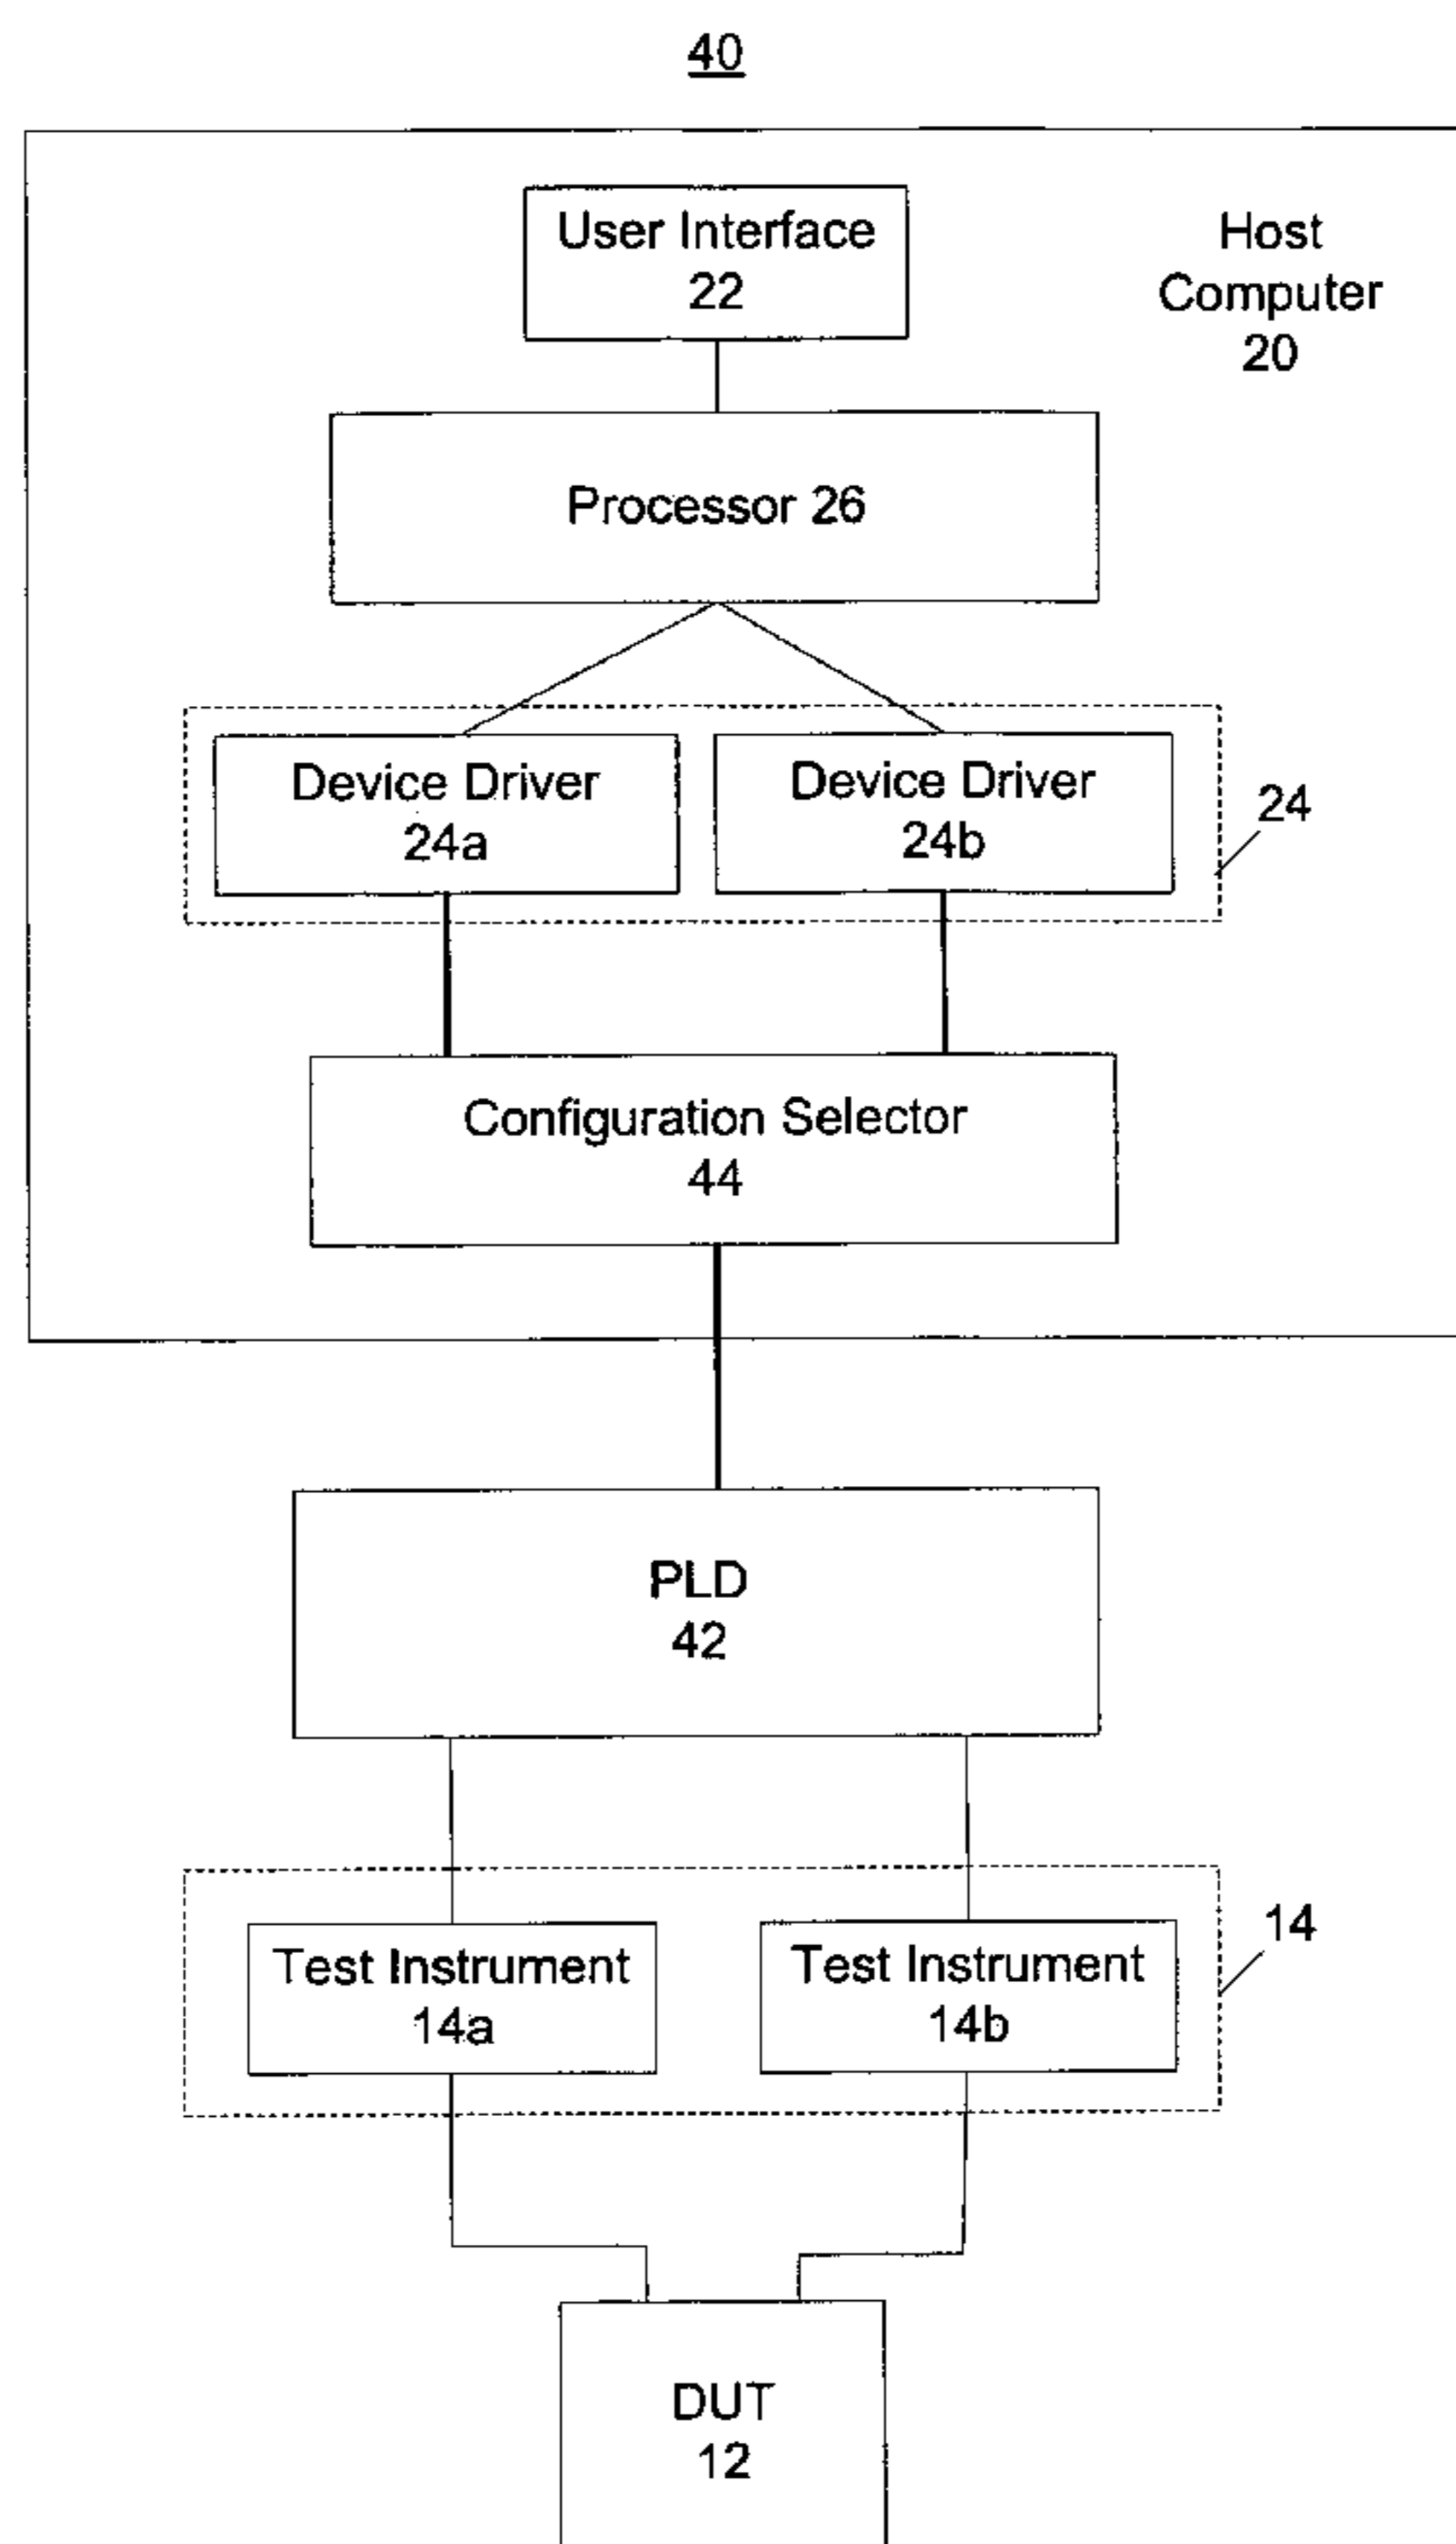 40
User Interface
22
Host
Computer
20
Processor 26
Device Driver
24a
Device Driver
24b
24
Configuration Selector
44
PLD
42
Test Instrument
14a
Test Instrument
14b
14
DUT
12